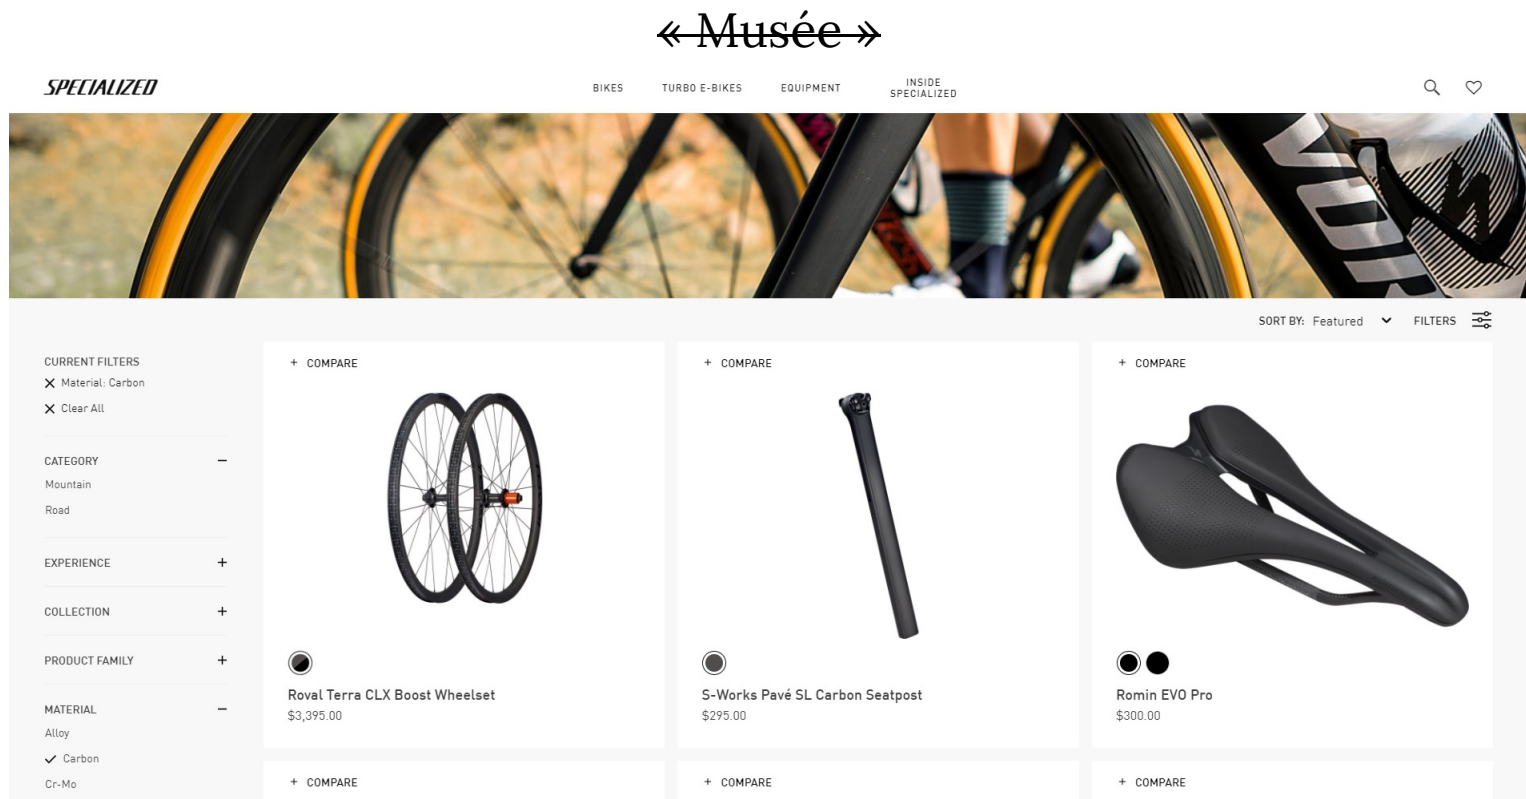 « Musée »
SPECIALIZED
BIKES
TURBO E-BIKES
EQUIPMENT
INSIDE
SPECIALIZED
SORT BY: Featured
FILTERS
CURRENT FILTERS
Material: Carbon
Clear All
CATEGORY
Mountain
Road
EXPERIENCE
COLLECTION
PRODUCT FAMILY
MATERIAL
Alloy
Carbon
Cr-Mo
+ COMPARE
Roval Terra CLX Boost Wheelset
$3,395.00
+ COMPARE
S-Works Pavé SL Carbon Seatpost
$295.00
+ COMPARE
Romin EVO Pro
$300.00
+ COMPARE
+ COMPARE
+ COMPARE